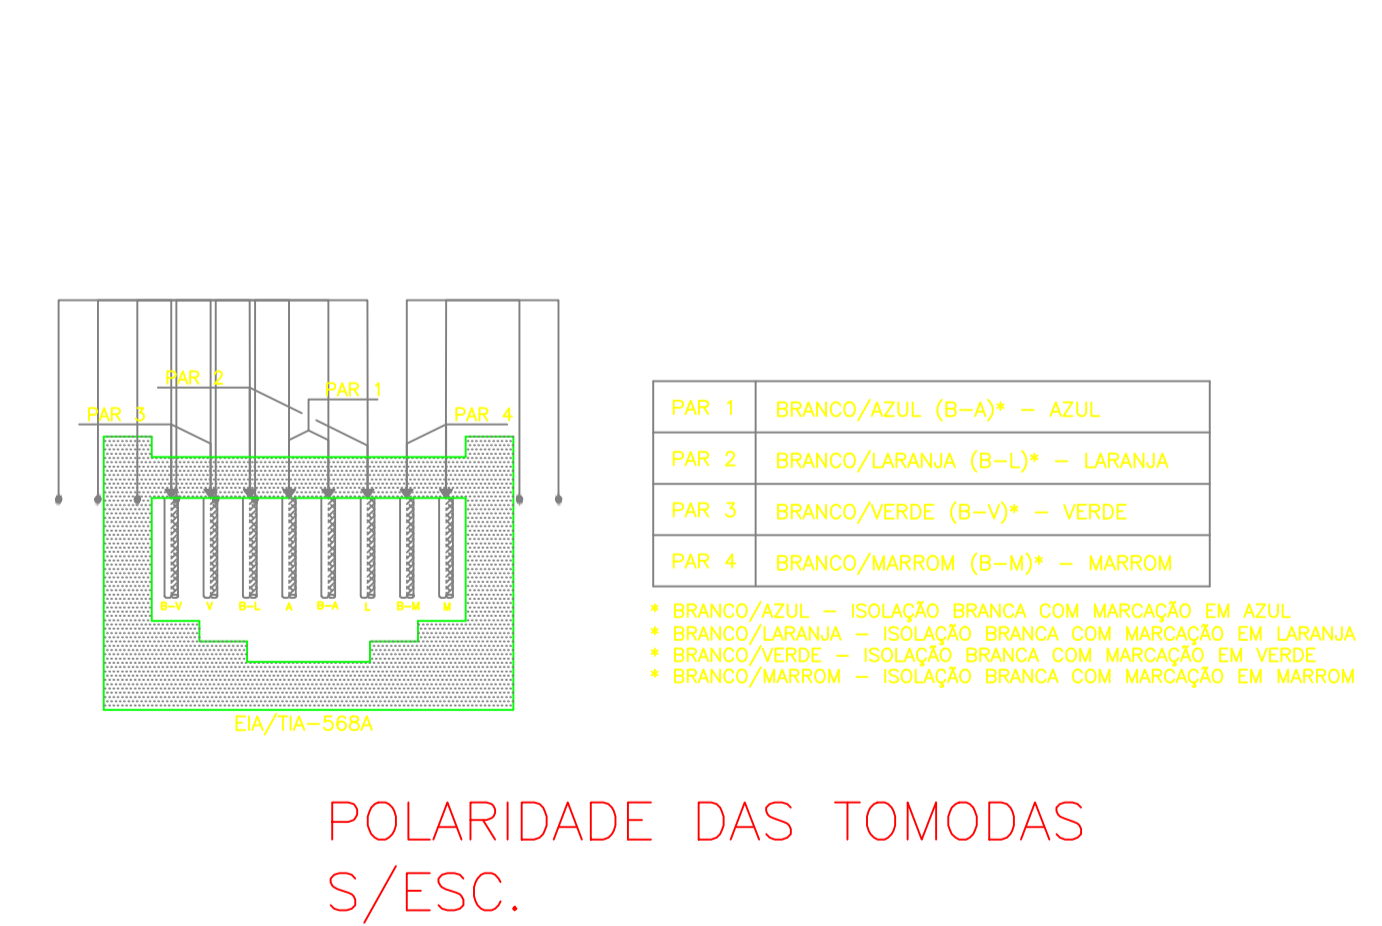 PAR 2
PAR 1
PAR 3
PAR 4
B-V V B-L A B-A L B-M M
EIA/TIA-568A
PAR 1 BRANCO/AZUL (B-A)* - AZUL
PAR 2 BRANCO/LARANJA (B-L)* - LARANJA
PAR 3 BRANCO/VERDE (B-V)* - VERDE
PAR 4 BRANCO/MARROM (B-M)* - MARROM
* BRANCO/AZUL - ISOLAÇÃO BRANCA COM MARCAÇÃO EM AZUL
* BRANCO/LARANJA - ISOLAÇÃO BRANCA COM MARCAÇÃO EM LARANJA
* BRANCO/VERDE - ISOLAÇÃO BRANCA COM MARCAÇÃO EM VERDE
* BRANCO/MARROM - ISOLAÇÃO BRANCA COM MARCAÇÃO EM MARROM
POLARIDADE DAS TOMODAS
S/ESC.